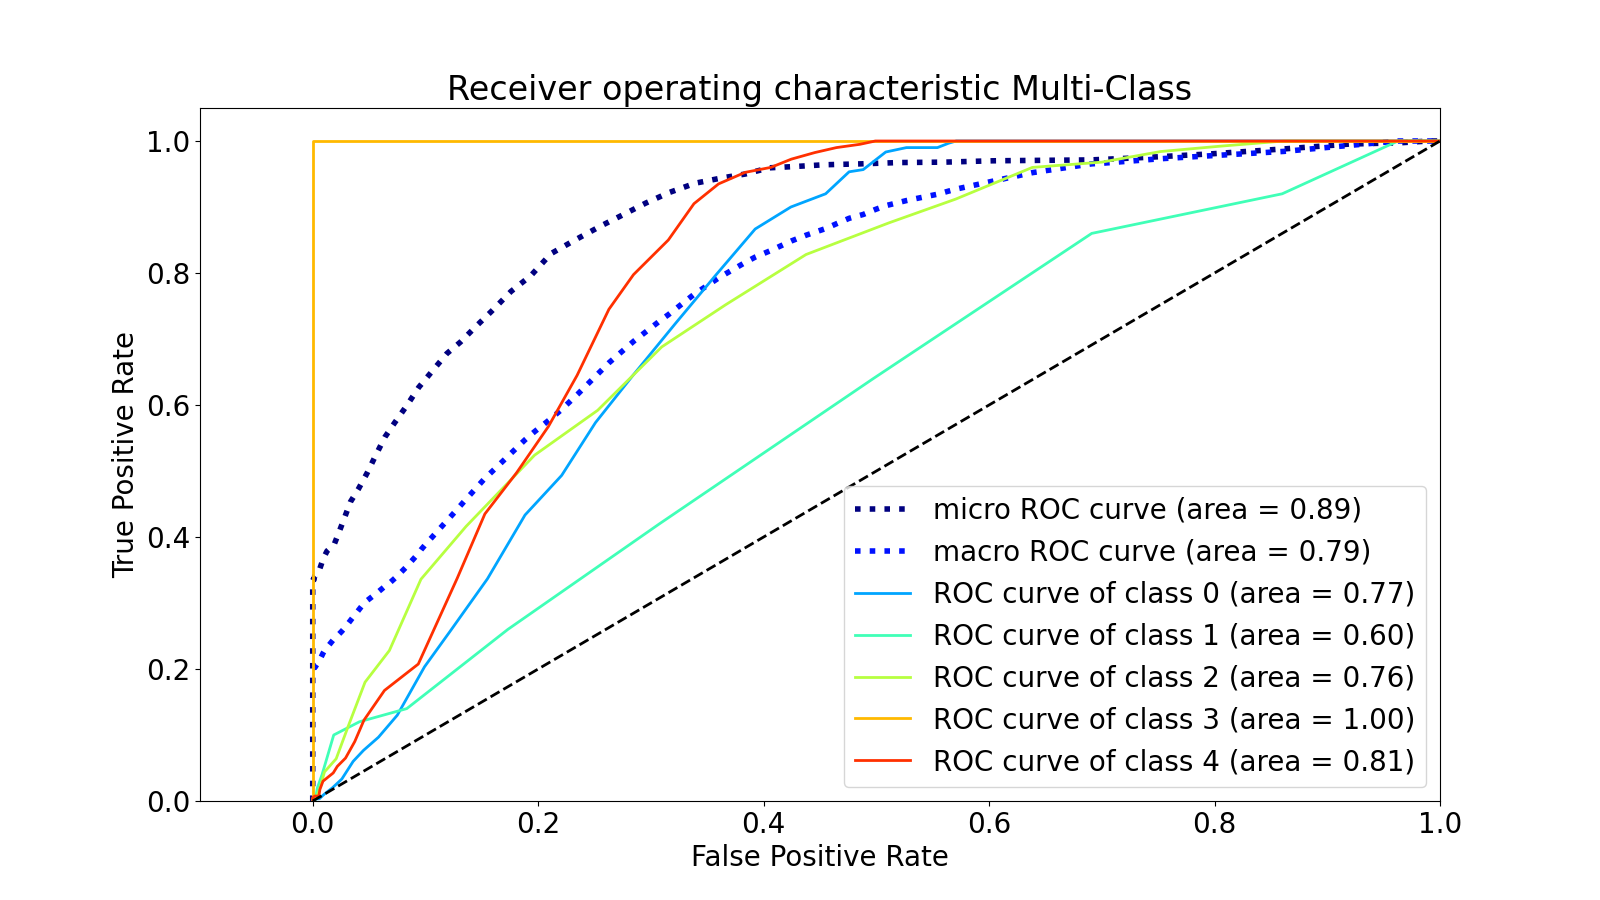 Receiver operating characteristic Multi-Class
1.0
0.8
0.6
0.4
0.2
0.0
True Positive Rate
micro ROC curve (area = 0.89)
macro ROC curve (area = 0.79)
ROC curve of class 0 (area = 0.77)
ROC curve of class 1 (area = 0.60)
ROC curve of class 2 (area = 0.76)
ROC curve of class 3 (area = 1.00)
ROC curve of class 4 (area = 0.81)
0.0 0.2 0.4 0.6 0.8 1.0
False Positive Rate